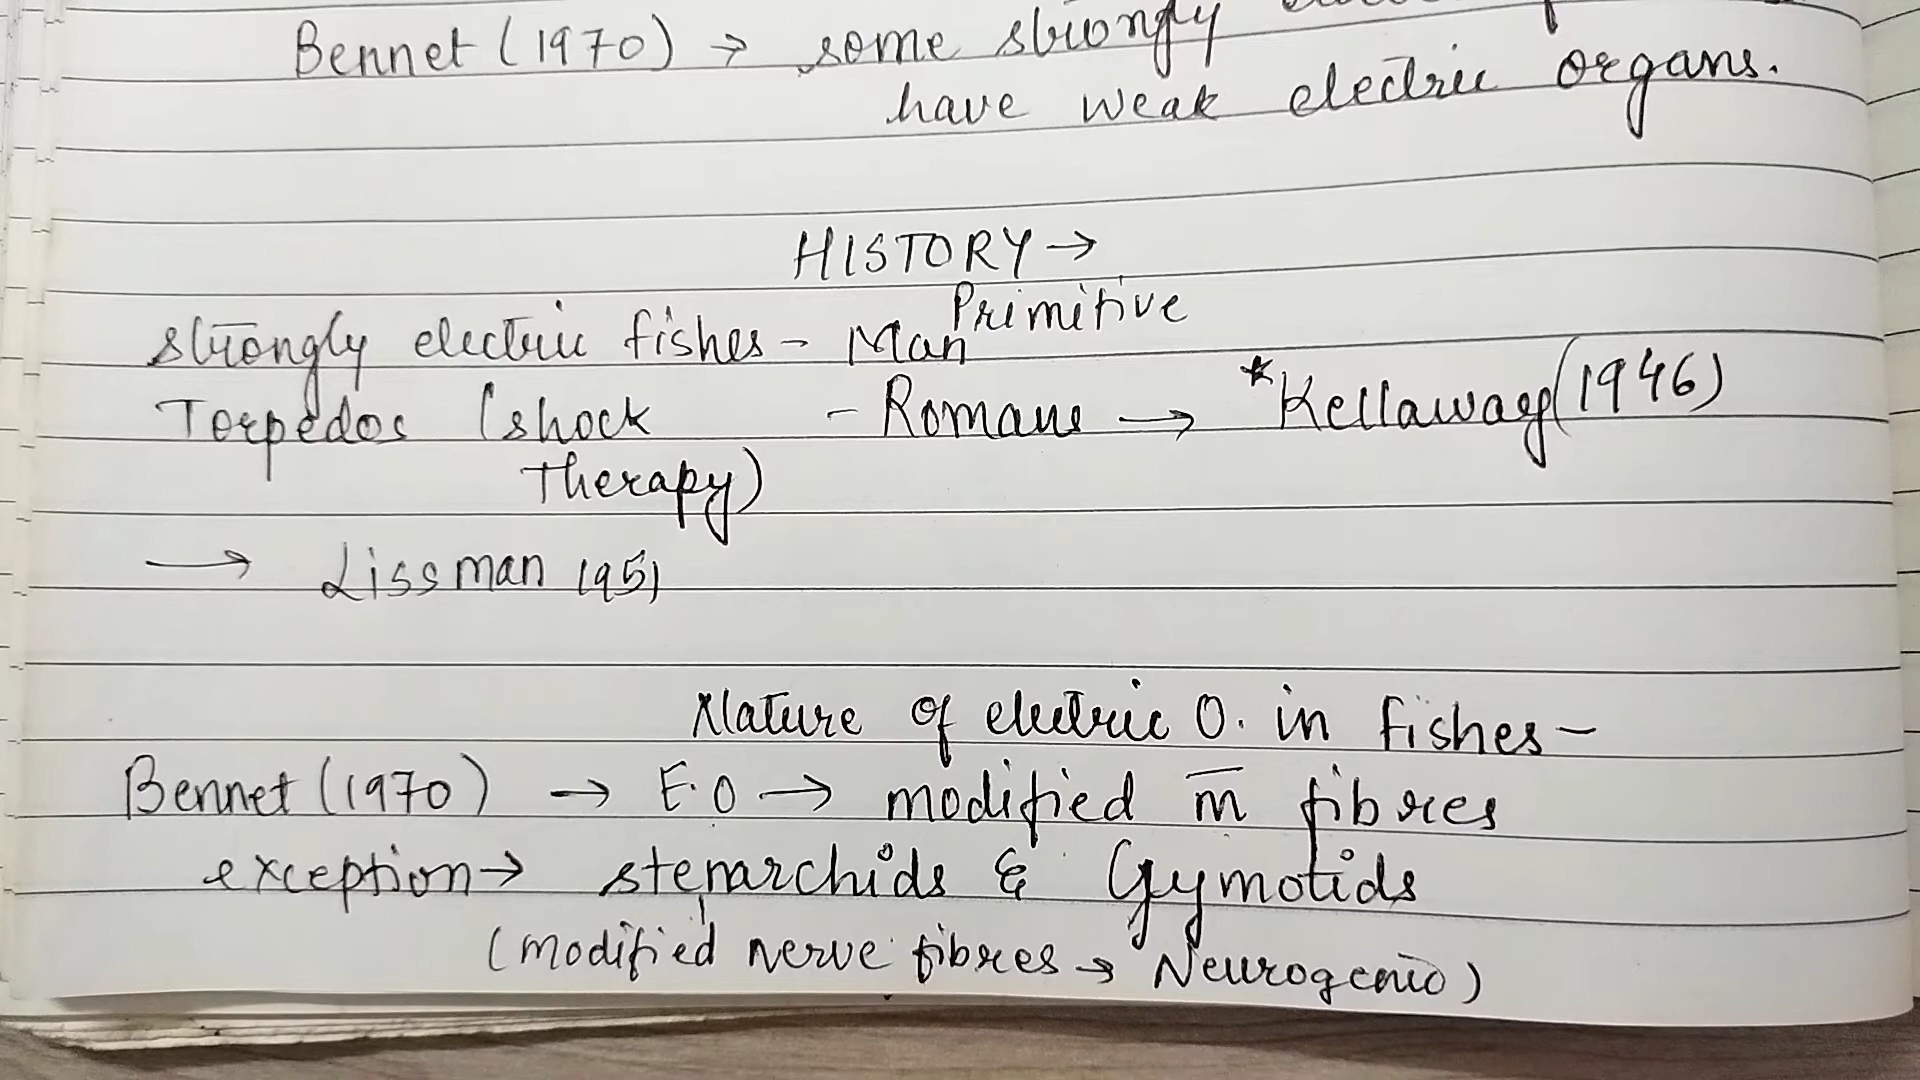 Bennet (1970) → some strongly
have weak electric organs.
HISTORY →
Primitive
strongly electric fishes - Man
Torpedos (shock - Romans → *Kellaway (1946)
Therapy)
→ Lissman 1951
Nature of electric O. in fishes -
Bennet (1970) → E.O → modified m̅ fibres
exception → sternarchids & Gymotids
(modified nerve fibres → Neurogenic)